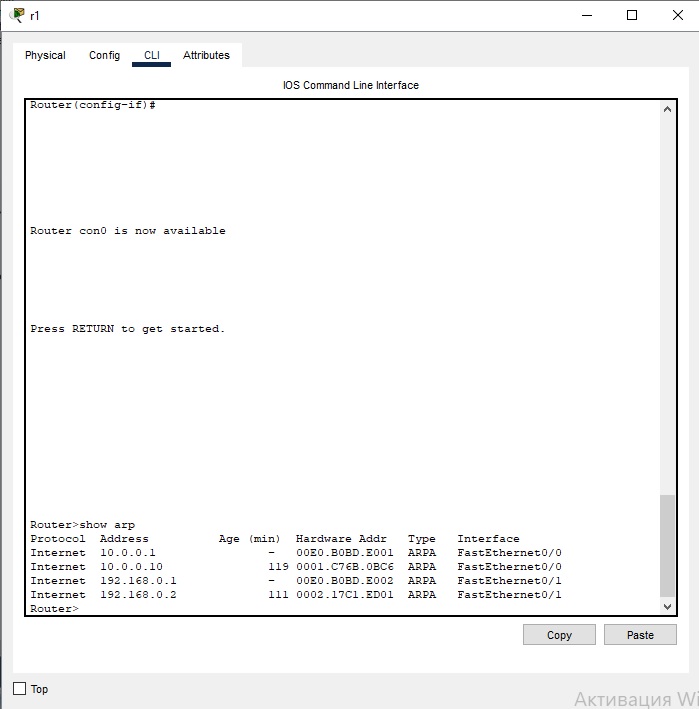 r1
Physical Config CLI Attributes
IOS Command Line Interface
Router(config-if)#
Router con0 is now available
Press RETURN to get started.
Router>show arp
Protocol  Address          Age (min)  Hardware Addr   Type   Interface
Internet  10.0.0.1                -   00E0.B0BD.E001  ARPA   FastEthernet0/0
Internet  10.0.0.10               119 0001.C76B.0BC6  ARPA   FastEthernet0/0
Internet  192.168.0.1             -   00E0.B0BD.E002  ARPA   FastEthernet0/1
Internet  192.168.0.2             111 0002.17C1.ED01  ARPA   FastEthernet0/1
Router>
Copy Paste
Top
Активация Wi